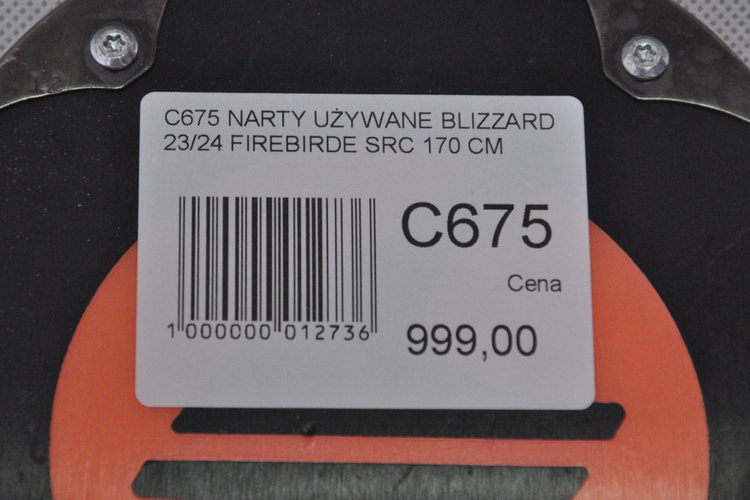 C675 NARTY UŻYWANE BLIZZARD
23/24 FIREBIRDE SRC 170 CM
C675
Cena
1 000000 012736
999,00